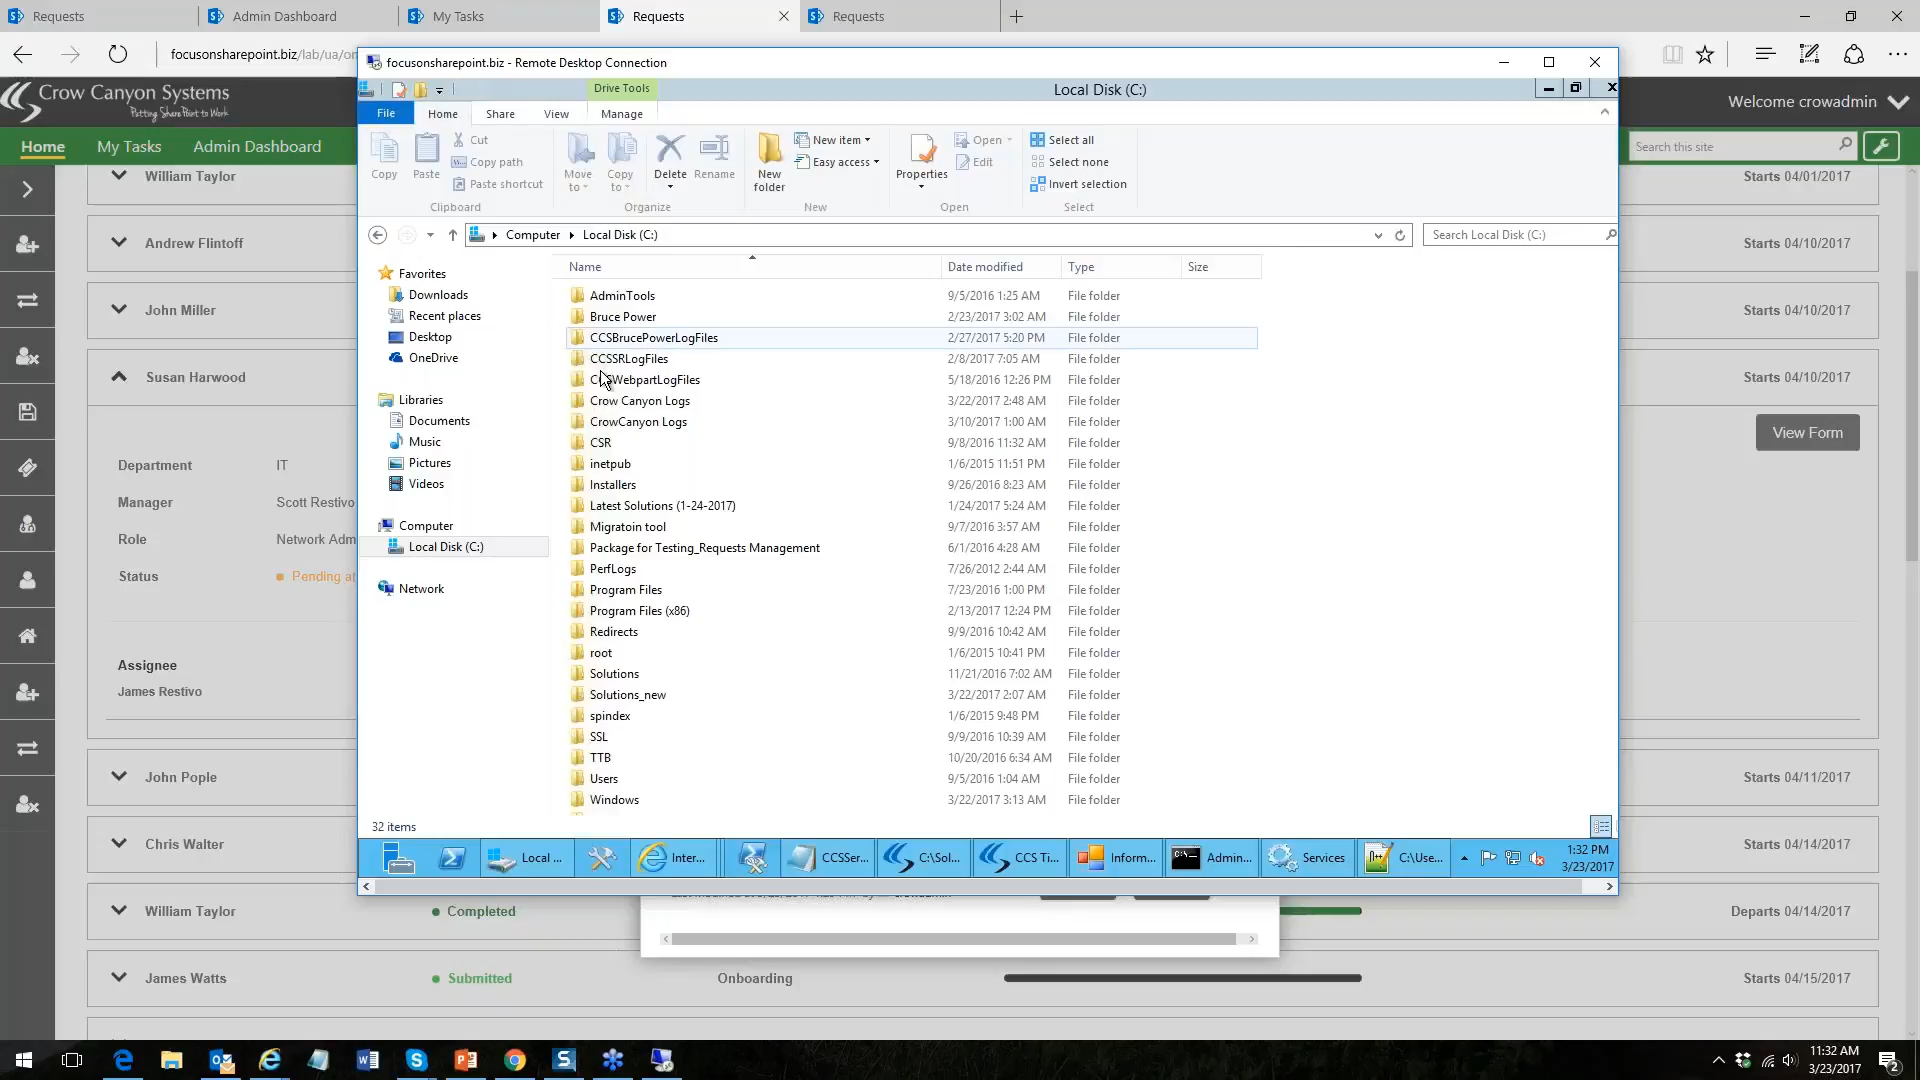 Requests
Admin Dashboard
My Tasks
Requests
Requests
focusonsharepoint.biz/lab/ua/on
focusonsharepoint.biz - Remote Desktop Connection
Drive Tools
Local Disk (C:)
Crow Canyon Systems
Putting SharePoint to Work
Welcome crowadmin
File
Home
Share
View
Manage
Home
My Tasks
Admin Dashboard
Search this site
Copy
Paste
Cut
Copy path
Paste shortcut
Move to
Copy to
Delete
Rename
New folder
New item
Easy access
Properties
Open
Edit
Select all
Select none
Invert selection
Clipboard
Organize
New
Open
Select
Computer
Local Disk (C:)
Search Local Disk (C:)
Favorites
Downloads
Recent places
Desktop
OneDrive
Libraries
Documents
Music
Pictures
Videos
Computer
Local Disk (C:)
Network
Name Date modified Type Size
AdminTools 9/5/2016 1:25 AM File folder
Bruce Power 2/23/2017 3:02 AM File folder
CCSBrucePowerLogFiles 2/27/2017 5:20 PM File folder
CCSSRLogFiles 2/8/2017 7:05 AM File folder
CCSWebpartLogFiles 5/18/2016 12:26 PM File folder
Crow Canyon Logs 3/22/2017 2:48 AM File folder
CrowCanyon Logs 3/10/2017 1:00 AM File folder
CSR 9/8/2016 11:32 AM File folder
inetpub 1/6/2015 11:51 PM File folder
Installers 9/26/2016 8:23 AM File folder
Latest Solutions (1-24-2017) 1/24/2017 5:24 AM File folder
Migratoin tool 9/7/2016 3:57 AM File folder
Package for Testing_Requests Management 6/1/2016 4:28 AM File folder
PerfLogs 7/26/2012 2:44 AM File folder
Program Files 7/23/2016 1:00 PM File folder
Program Files (x86) 2/13/2017 12:24 PM File folder
Redirects 9/9/2016 10:42 AM File folder
root 1/6/2015 10:41 PM File folder
Solutions 11/21/2016 7:02 AM File folder
Solutions_new 3/22/2017 2:07 AM File folder
spindex 1/6/2015 9:48 PM File folder
SSL 9/9/2016 10:39 AM File folder
TTB 10/20/2016 6:34 AM File folder
Users 9/5/2016 1:04 AM File folder
Windows 3/22/2017 3:13 AM File folder
32 items
Local ...
Inter...
CCSSer...
C:\Sol...
CCS Ti...
Inform...
Admin...
Services
C:\Use...
1:32 PM
3/23/2017
William Taylor Starts 04/01/2017
Andrew Flintoff Starts 04/10/2017
John Miller Starts 04/10/2017
Susan Harwood Starts 04/10/2017
View Form
Department IT
Manager Scott Restivo
Role Network Adm
Status Pending a
Assignee
James Restivo
John Pople Starts 04/11/2017
Chris Walter Starts 04/14/2017
William Taylor Completed Departs 04/14/2017
James Watts Submitted Onboarding Starts 04/15/2017
11:32 AM
3/23/2017
2